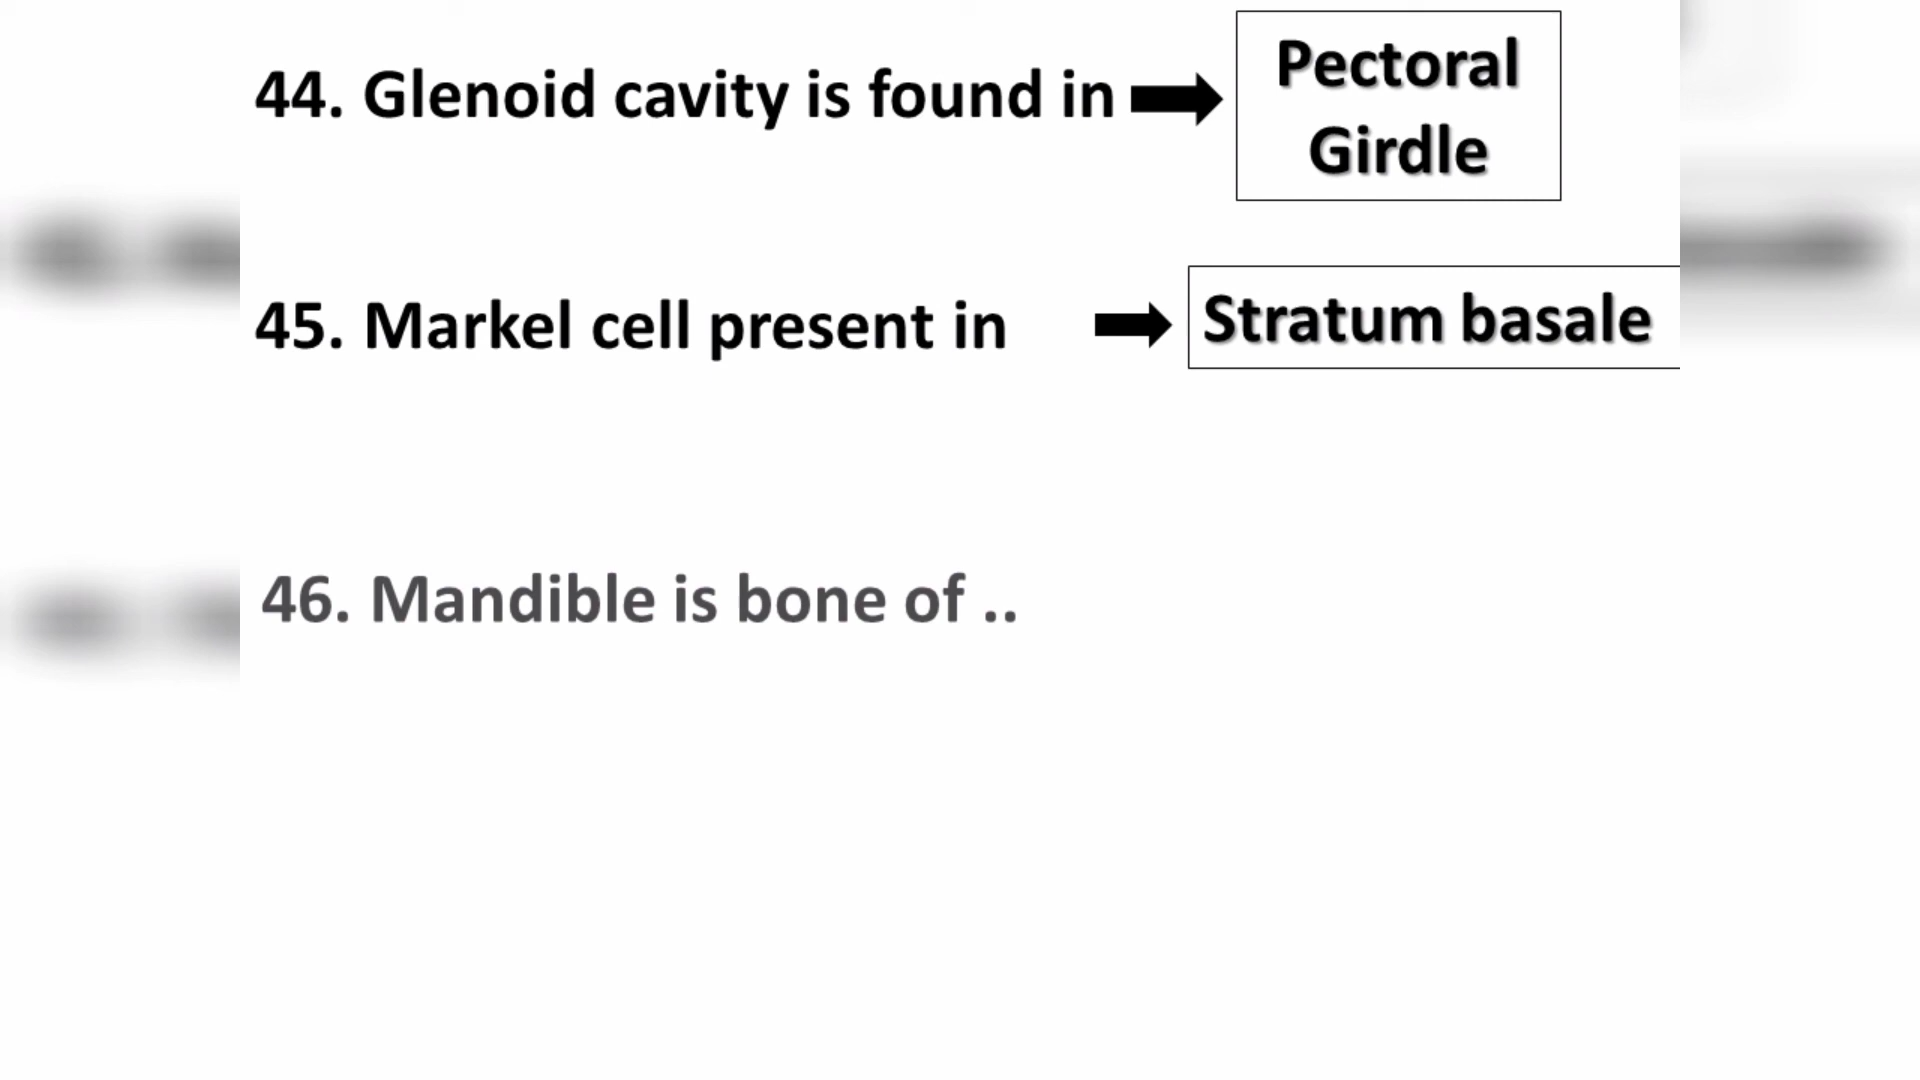 44. Glenoid cavity is found in
Pectoral
Girdle
45. Markel cell present in
Stratum basale
46. Mandible is bone of ..